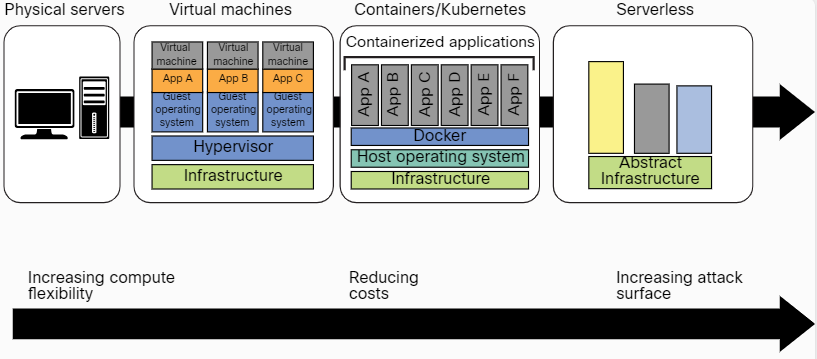 Physical servers
Virtual machines
Containers/Kubernetes
Serverless
Virtual
machine
App A
Guest
operating
system
Virtual
machine
App B
Guest
operating
system
Virtual
machine
App C
Guest
operating
system
Hypervisor
Infrastructure
Containerized applications
App A
App B
App C
App D
App E
App F
Docker
Host operating system
Infrastructure
Abstract
Infrastructure
Increasing compute
flexibility
Reducing
costs
Increasing attack
surface